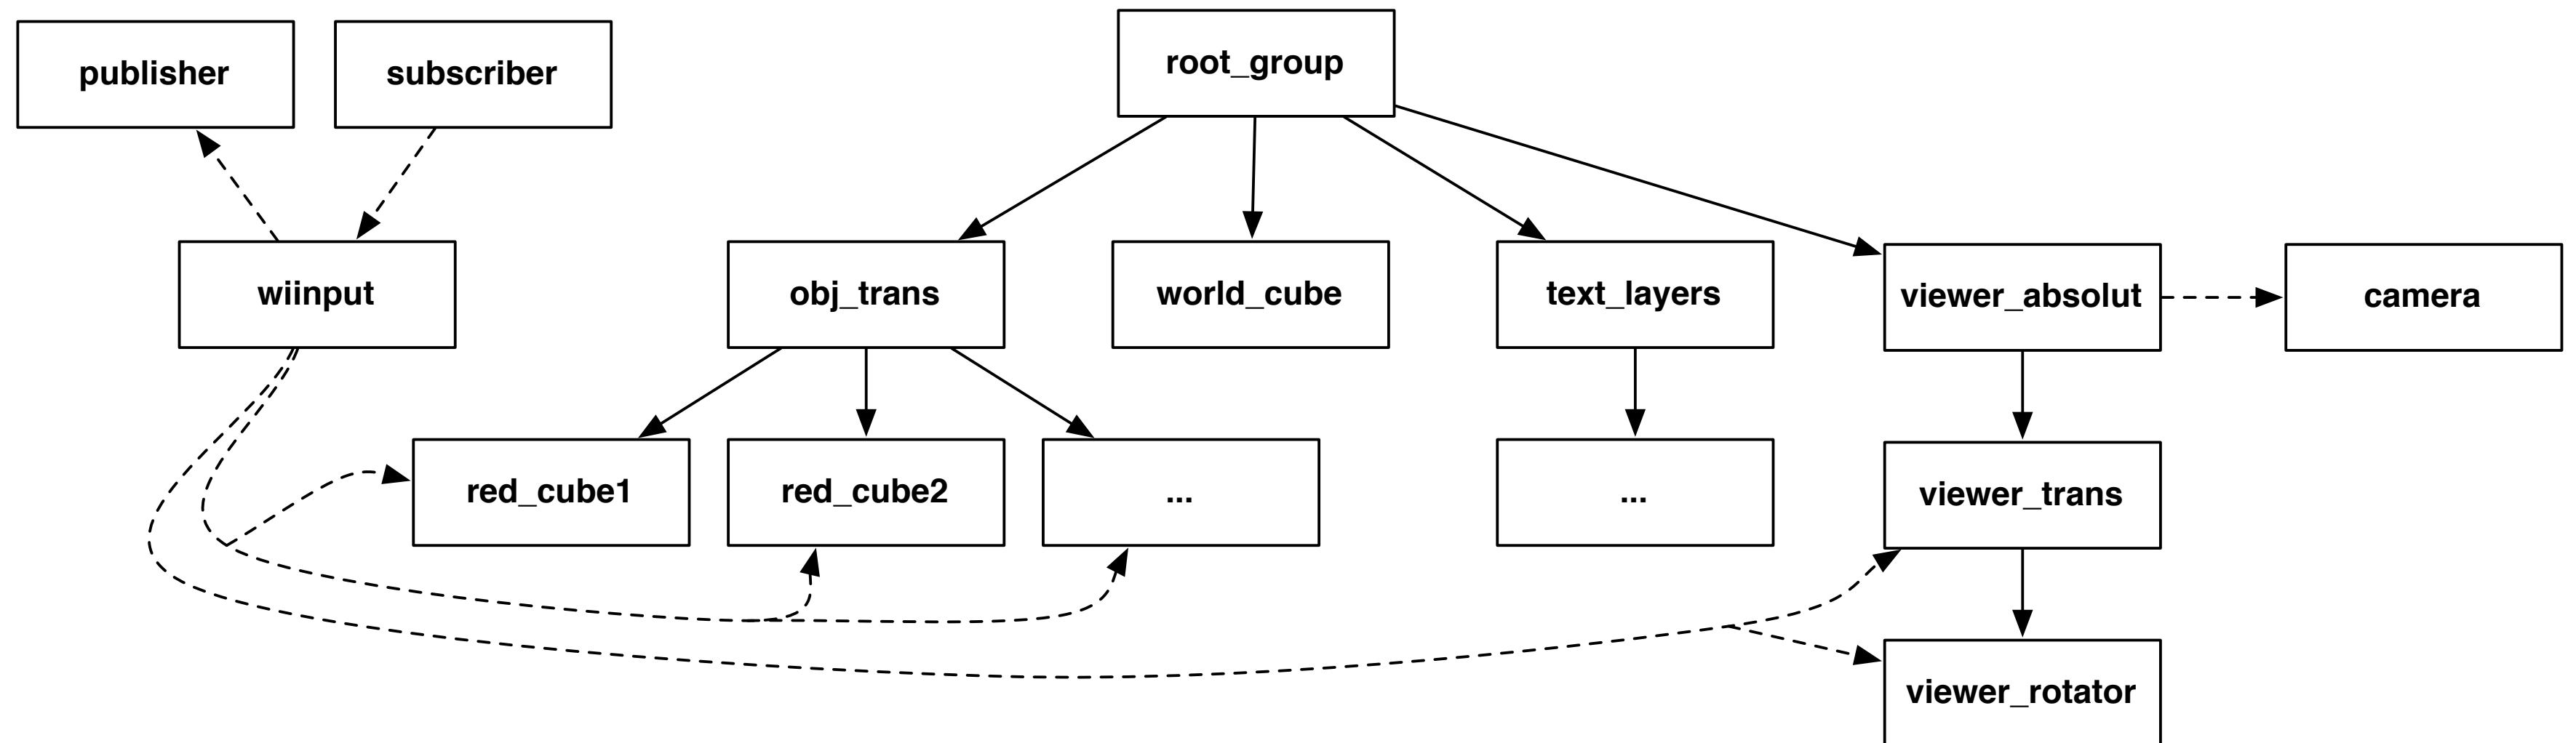 publisher
subscriber
root_group
wiinput
obj_trans
world_cube
text_layers
viewer_absolut
camera
red_cube1
red_cube2
...
...
viewer_trans
viewer_rotator